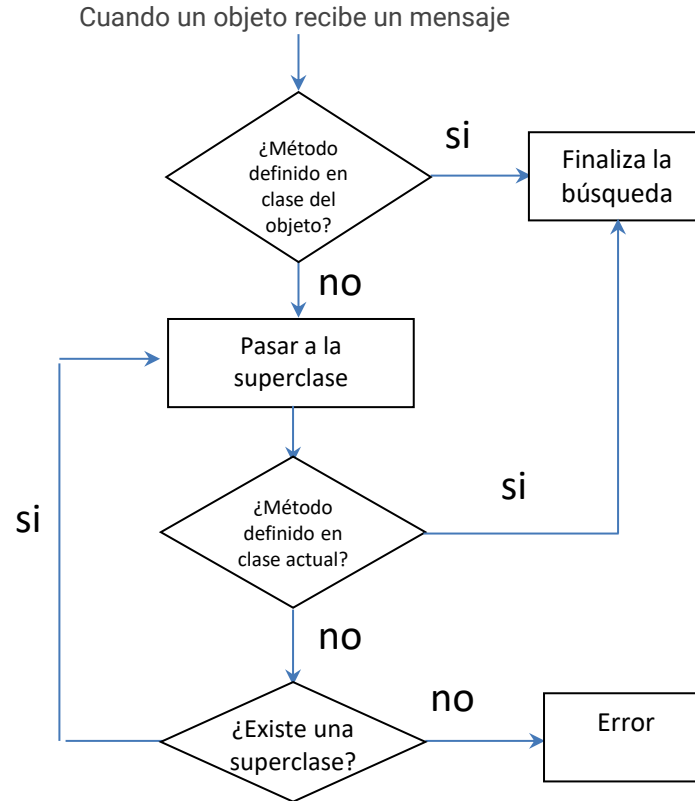 Cuando un objeto recibe un mensaje
¿Método
definido en
clase del
objeto?
si
Finaliza la
búsqueda
no
Pasar a la
superclase
si
¿Método
definido en
clase actual?
si
no
¿Existe una
superclase?
no
Error